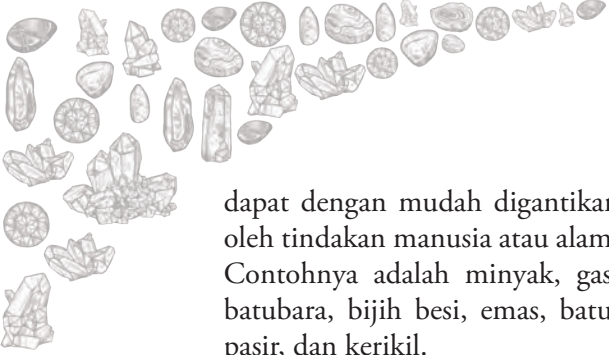 dapat dengan mudah digantikan
oleh tindakan manusia atau alam
Contohnya adalah minyak, gas
batubara, bijih besi, emas, batu
pasir, dan kerikil.